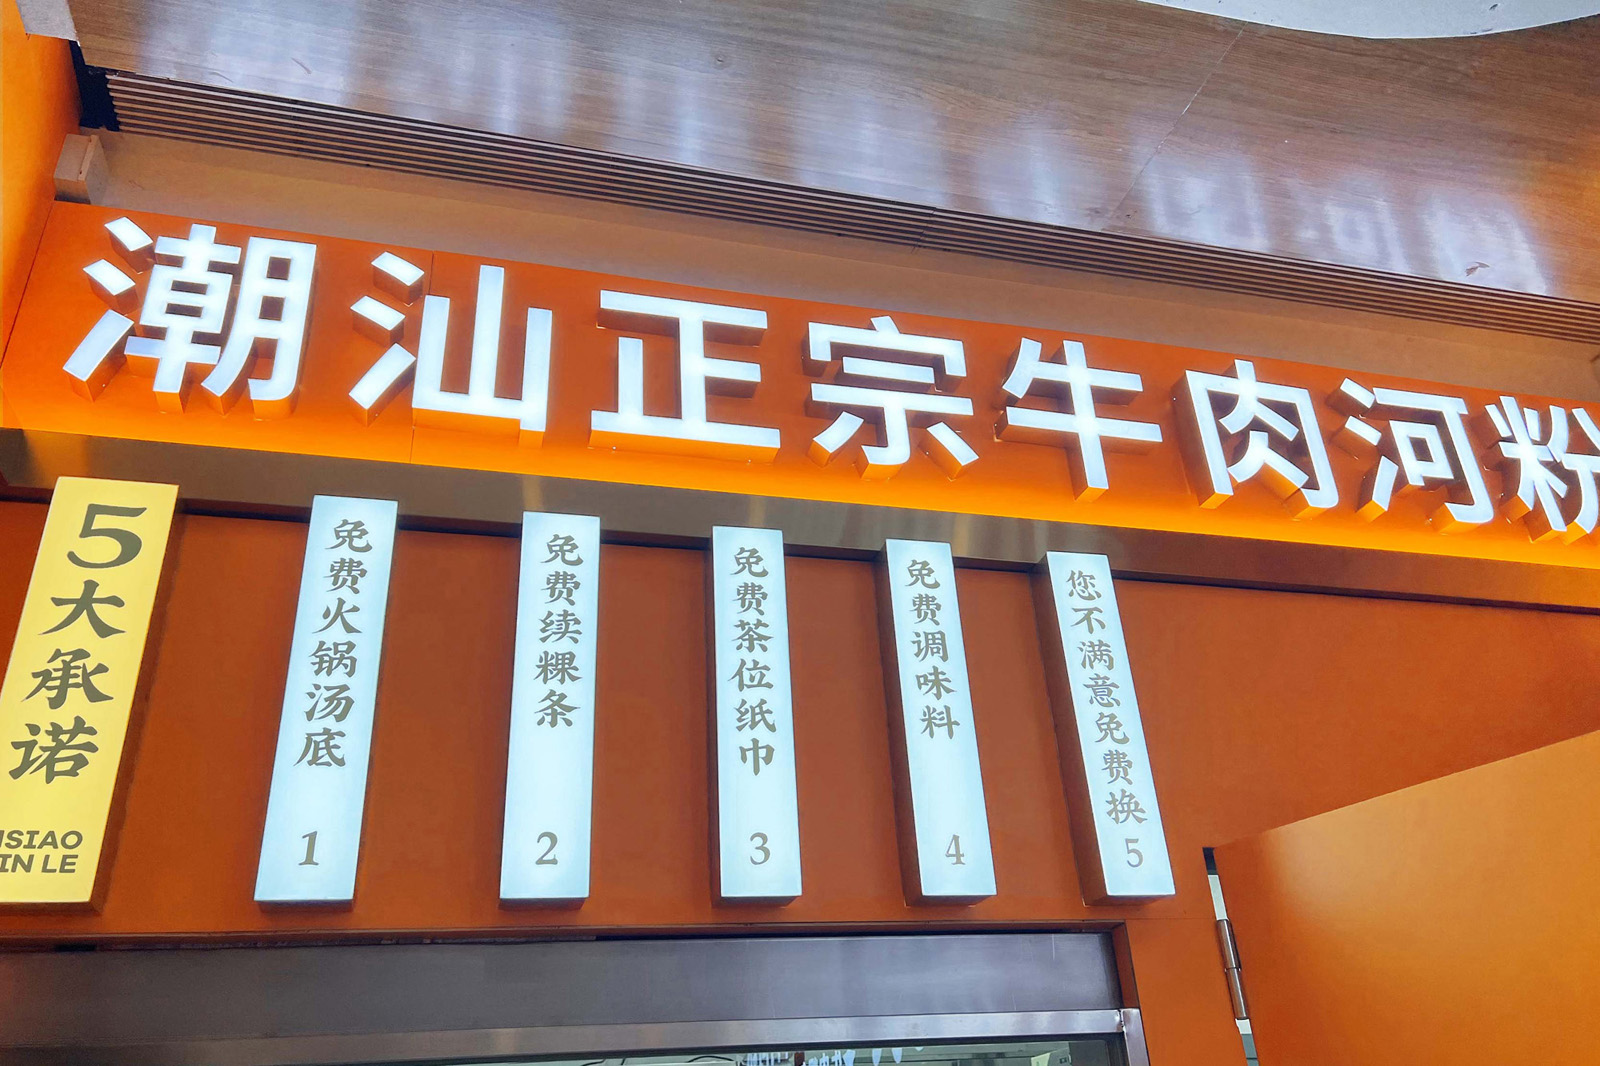 潮汕正宗牛肉河粉
5大承诺
SIAO
IN LE
免费火锅汤底
1
免费续粿条
2
免费茶位纸巾
3
免费调味料
4
您不满意免费换
5